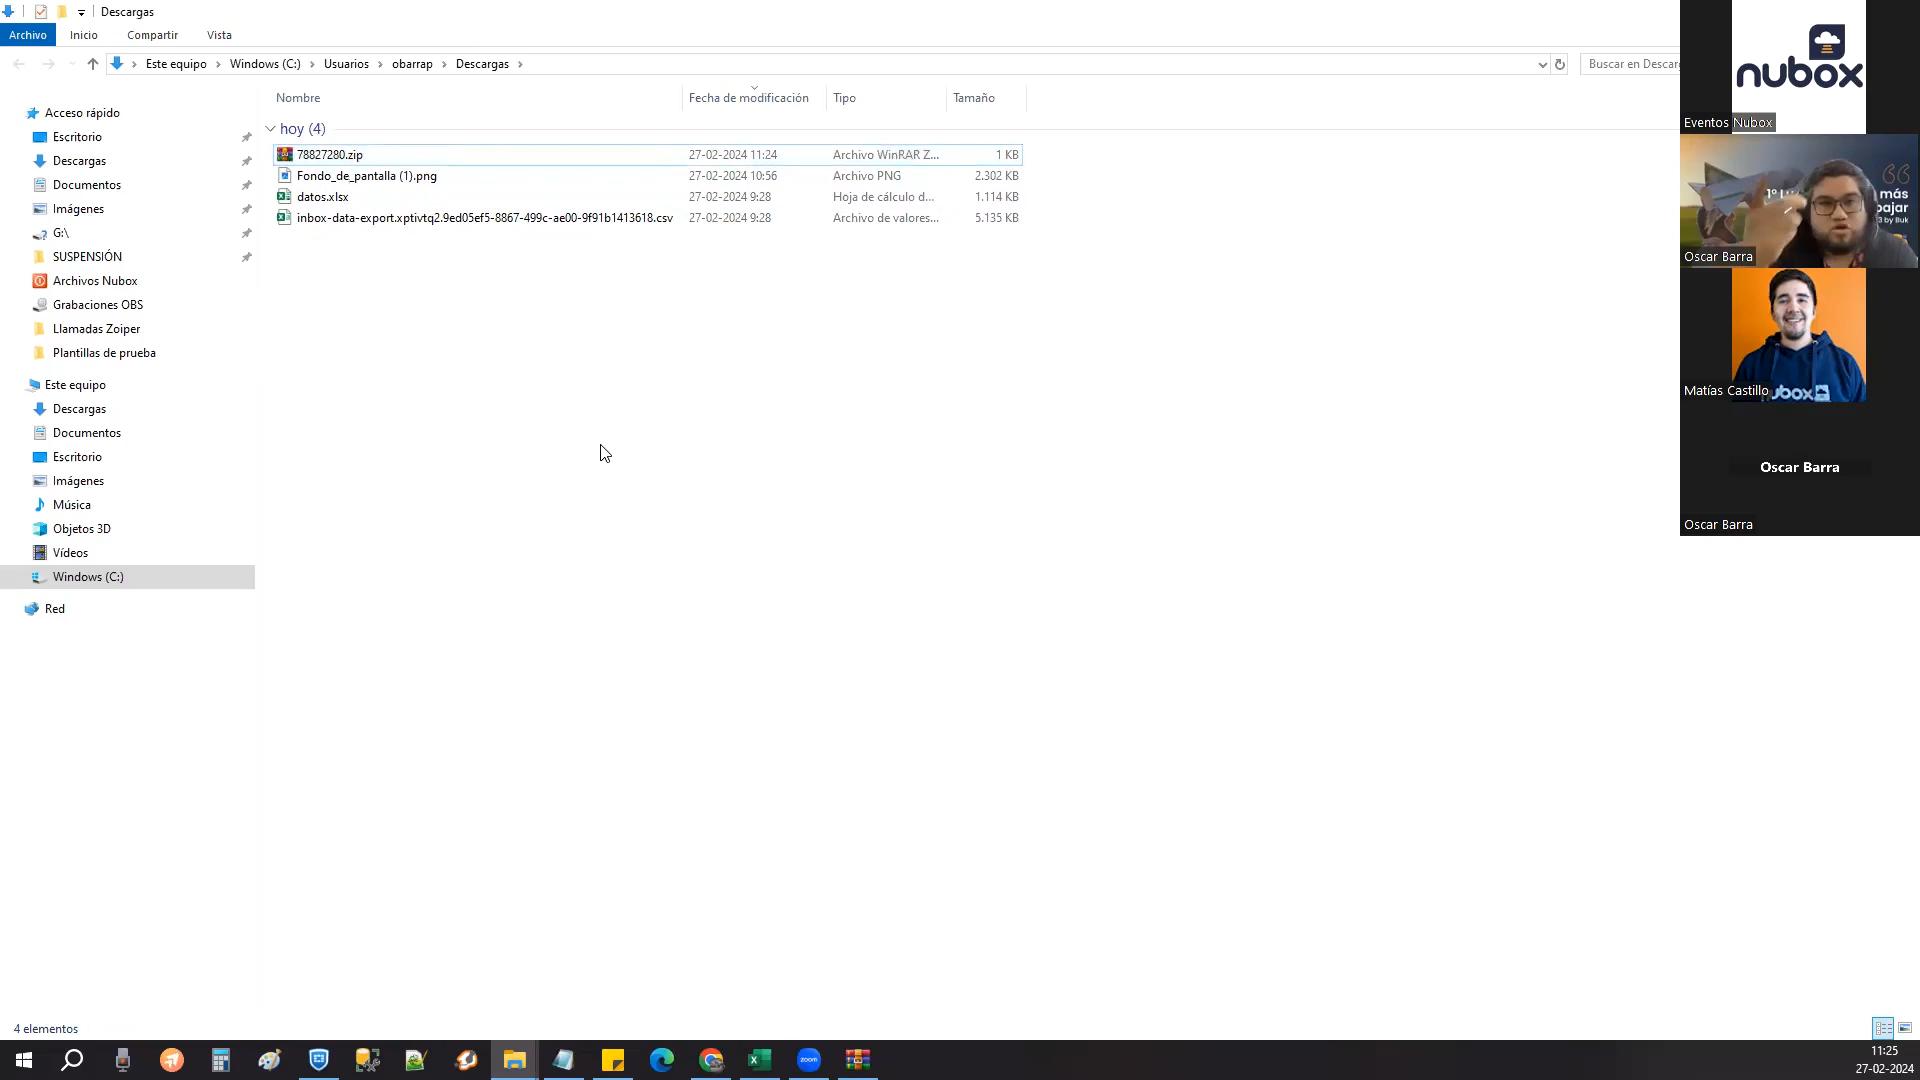 Descargas
Archivo Inicio Compartir Vista
Este equipo Windows (C:) Usuarios obarrap Descargas
Buscar en Descarg
Acceso rápido
Escritorio
Descargas
Documentos
Imágenes
G:\
SUSPENSIÓN
Archivos Nubox
Grabaciones OBS
Llamadas Zoiper
Plantillas de prueba
Este equipo
Descargas
Documentos
Escritorio
Imágenes
Música
Objetos 3D
Vídeos
Windows (C:)
Red
Nombre Fecha de modificación Tipo Tamaño
hoy (4)
78827280.zip 27-02-2024 11:24 Archivo WinRAR Z... 1 KB
Fondo_de_pantalla (1).png 27-02-2024 10:56 Archivo PNG 2.302 KB
datos.xlsx 27-02-2024 9:28 Hoja de cálculo d... 1.114 KB
inbox-data-export.xptivtq2.9ed05ef5-8867-499c-ae00-9f91b1413618.csv 27-02-2024 9:28 Archivo de valores... 5.135 KB
nubox
Eventos Nubox
más
bajar
3 by Buk
Oscar Barra
nubox
Matías Castillo
Oscar Barra
Oscar Barra
4 elementos
zoom
11:25
27-02-2024